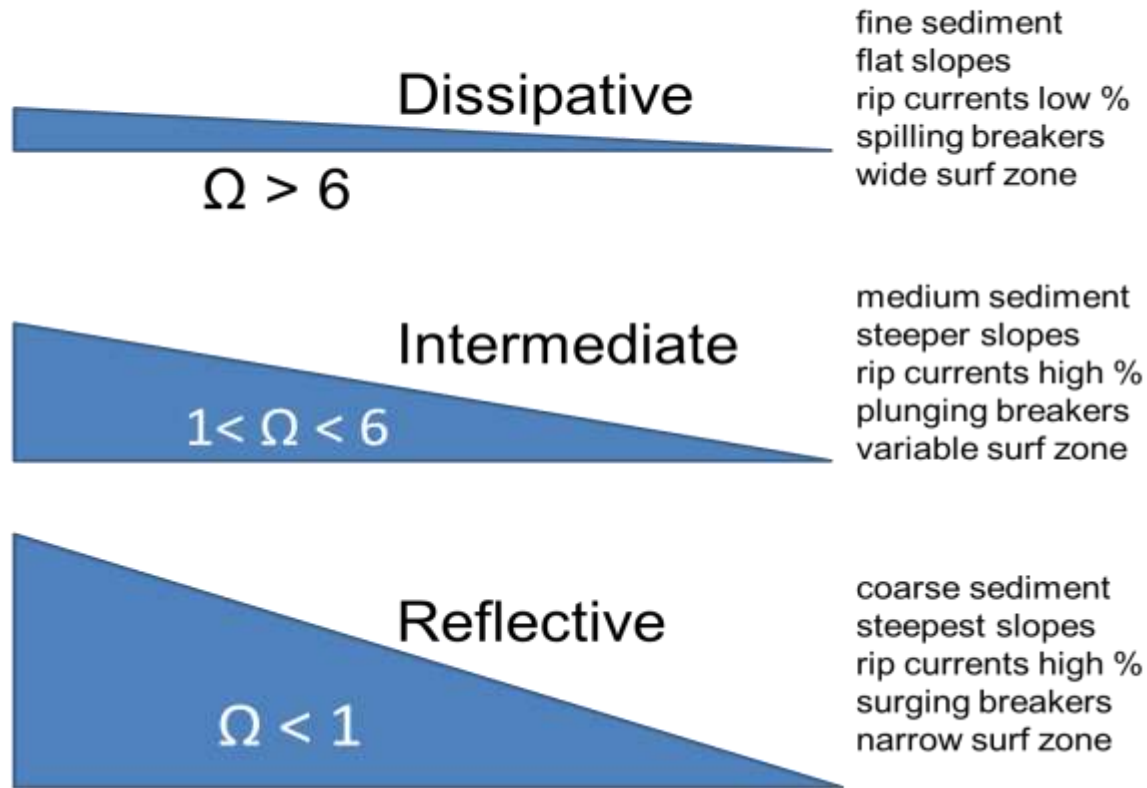 Dissipative
Ω > 6
fine sediment
flat slopes
rip currents low %
spilling breakers
wide surf zone
Intermediate
1< Ω < 6
medium sediment
steeper slopes
rip currents high %
plunging breakers
variable surf zone
Reflective
Ω < 1
coarse sediment
steepest slopes
rip currents high %
surging breakers
narrow surf zone